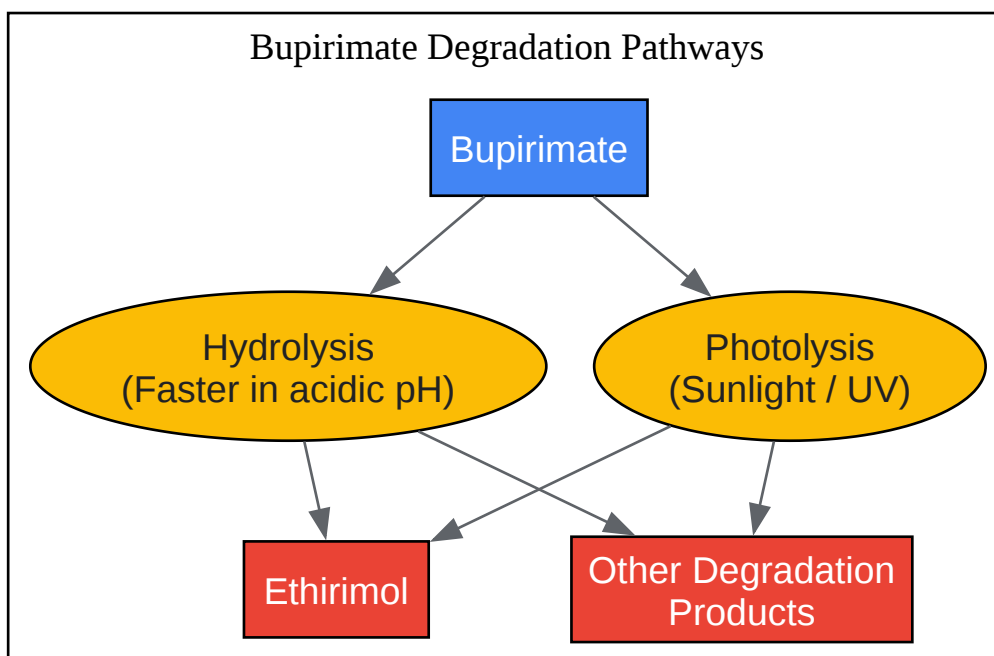 Bupirimate Degradation Pathways
Bupirimate
Hydrolysis
(Faster in acidic pH)
Photolysis
(Sunlight / UV)
Ethirimol
Other Degradation
Products